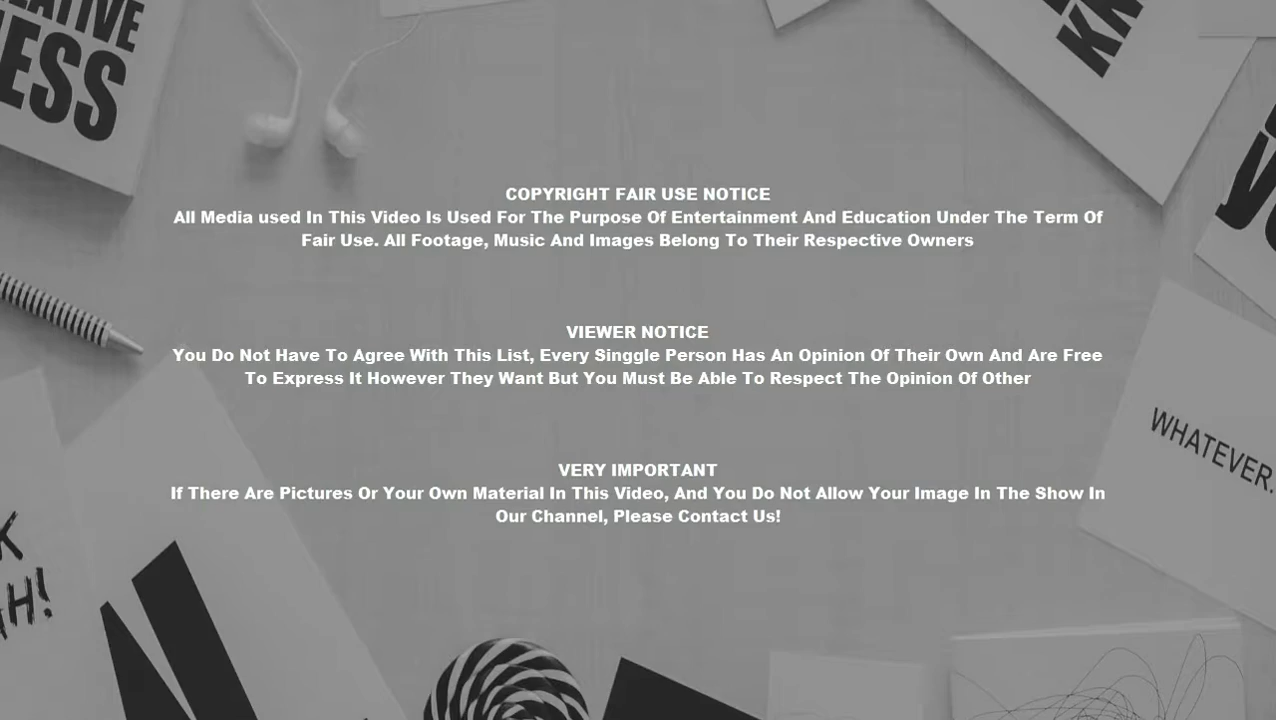 EATIVE
ESS
KN
COPYRIGHT FAIR USE NOTICE
All Media used In This Video Is Used For The Purpose Of Entertainment And Education Under The Term Of
Fair Use. All Footage, Music And Images Belong To Their Respective Owners
VIEWER NOTICE
You Do Not Have To Agree With This List, Every Singgle Person Has An Opinion Of Their Own And Are Free
To Express It However They Want But You Must Be Able To Respect The Opinion Of Other
WHATEVER.
VERY IMPORTANT
If There Are Pictures Or Your Own Material In This Video, And You Do Not Allow Your Image In The Show In
Our Channel, Please Contact Us!